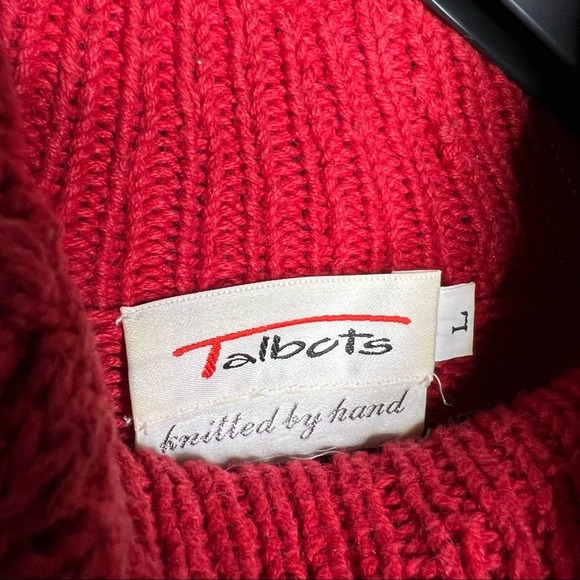 Talbots
L
knitted by hand